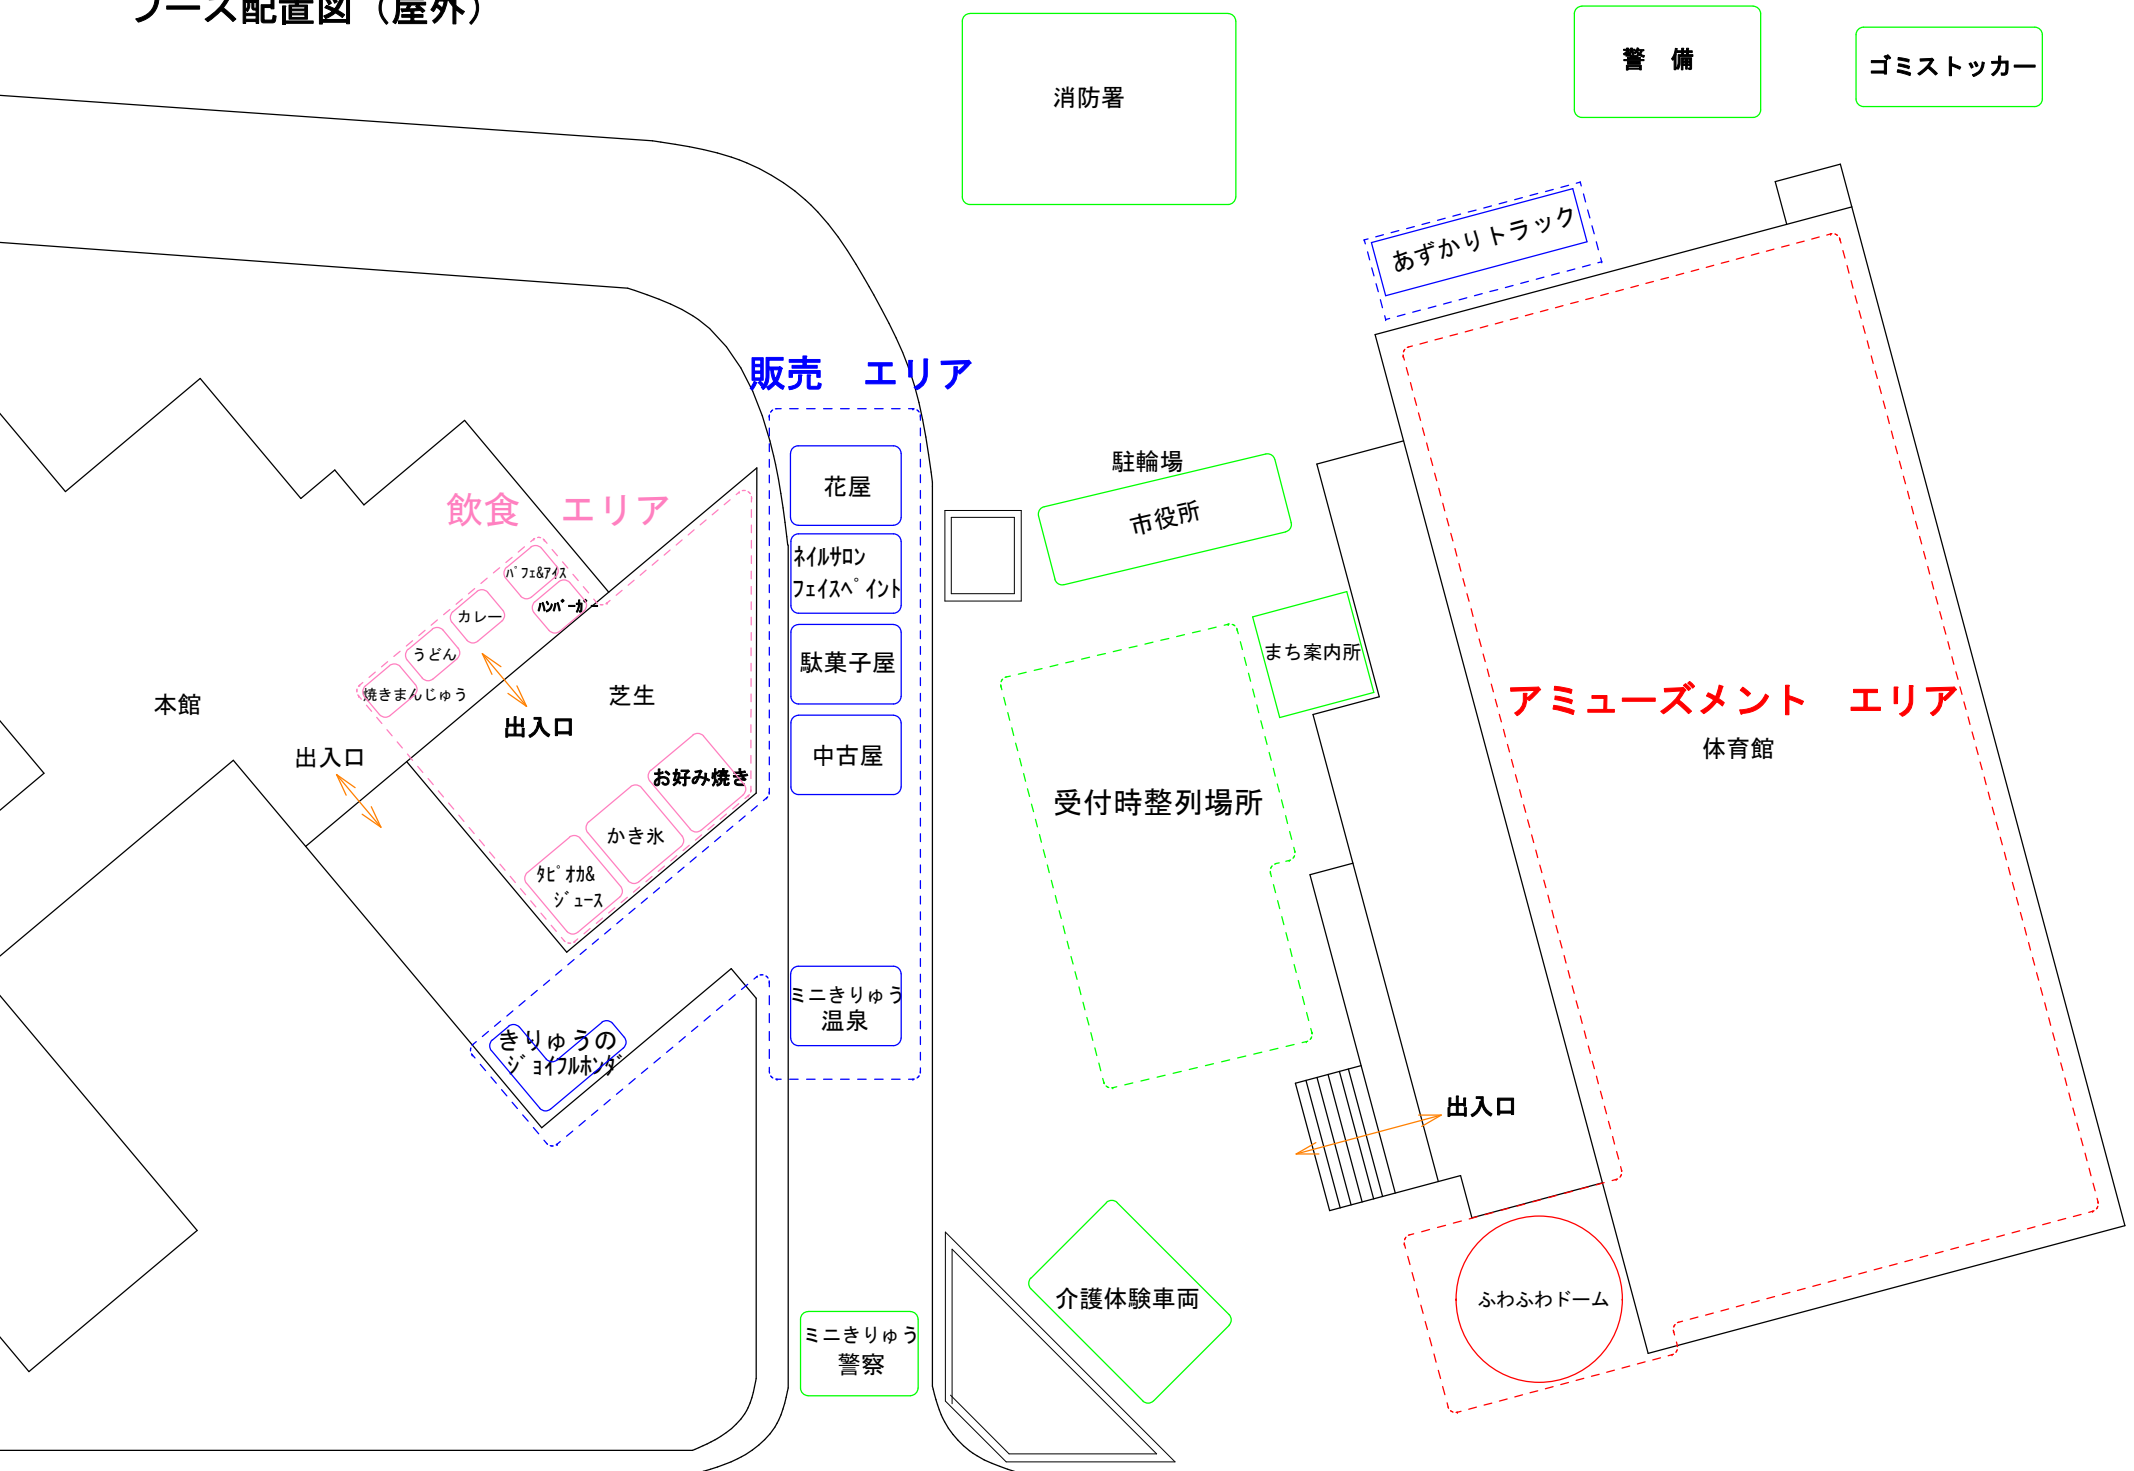 ブース配置図（屋外）
消防署
警　備
ゴミストッカー
あずかりトラック
販売　エリア
花屋
ネイルサロン
フェイスペイント
駄菓子屋
中古屋
ミニきりゅう
温泉
駐輪場
市役所
まち案内所
受付時整列場所
アミューズメント　エリア
体育館
飲食　エリア
パフェ&アイス
ハンバーガー
カレー
うどん
焼きまんじゅう
本館
芝生
出入口
出入口
お好み焼き
かき氷
タピオカ&
ジュース
きりゅうの
ジョイフルホンダ
出入口
介護体験車両
ふわふわドーム
ミニきりゅう
警察